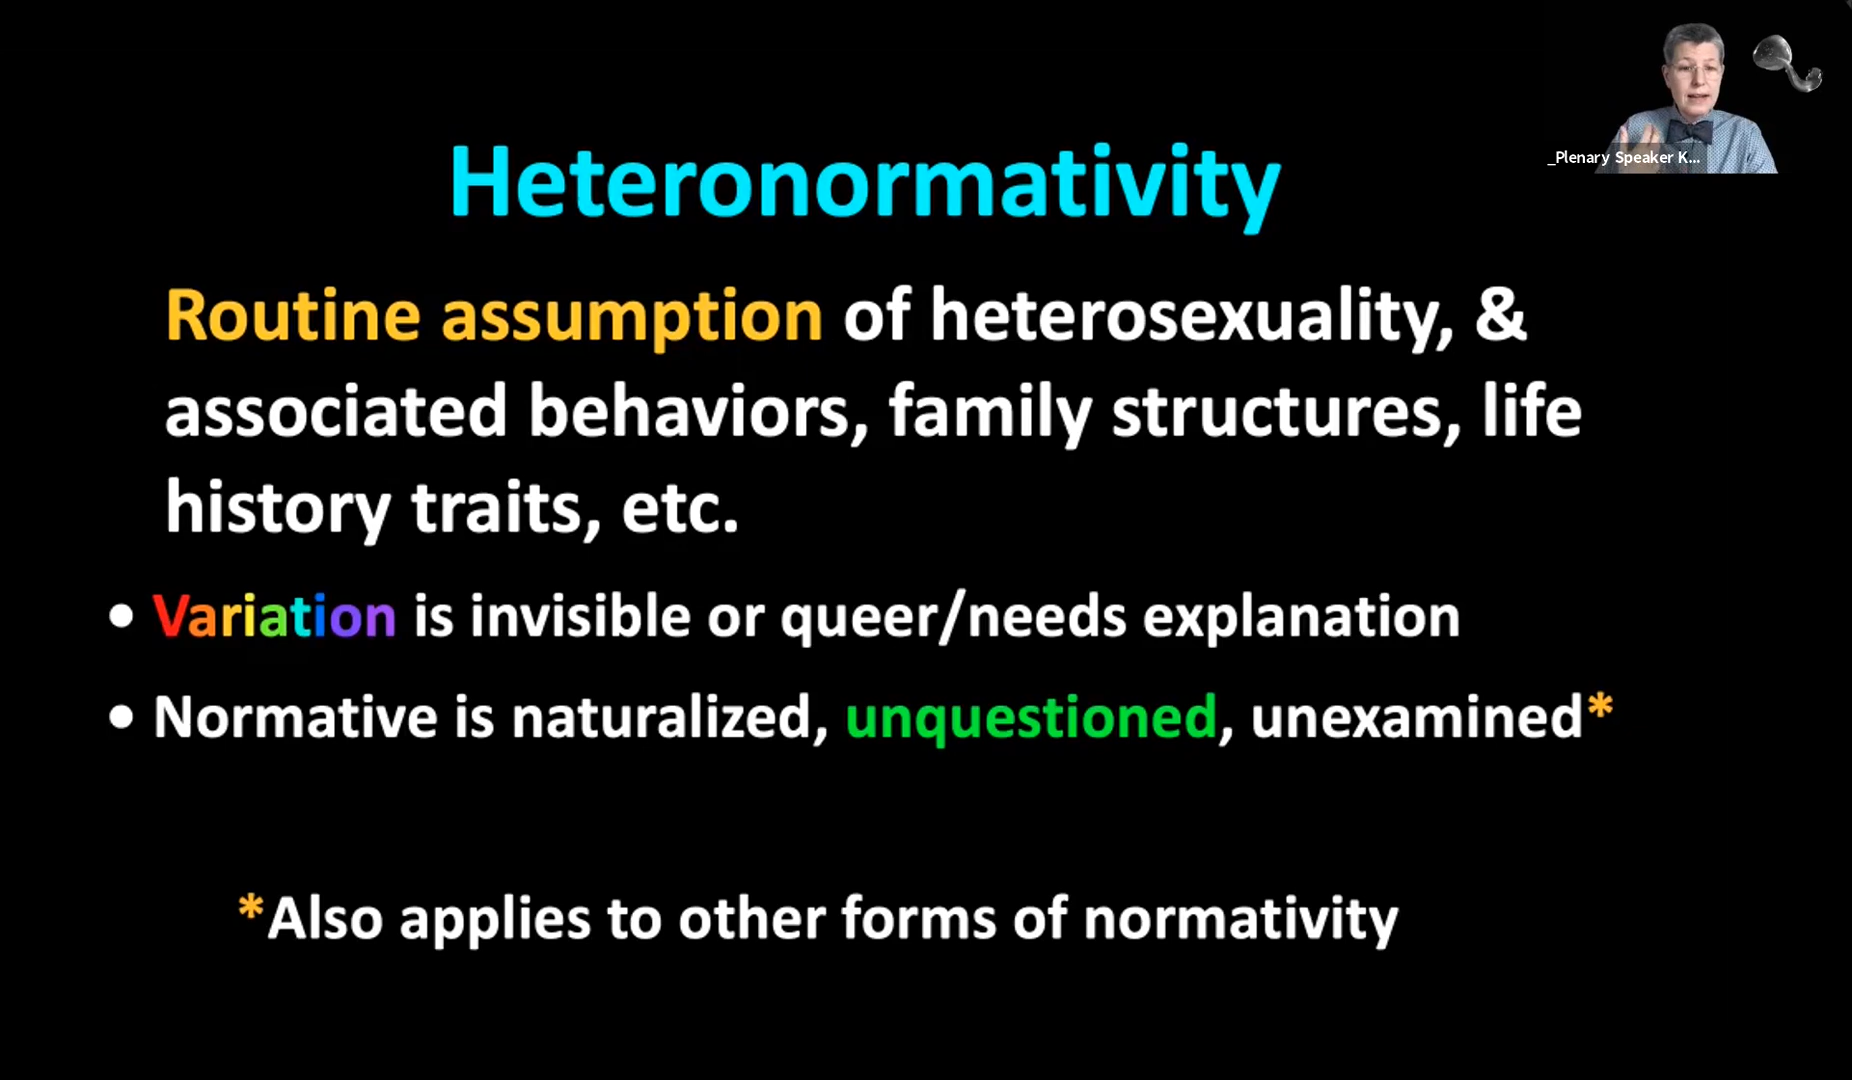 _Plenary Speaker K...
Heteronormativity
Routine assumption of heterosexuality, &
associated behaviors, family structures, life
history traits, etc.
• Variation is invisible or queer/needs explanation
• Normative is naturalized, unquestioned, unexamined*
*Also applies to other forms of normativity